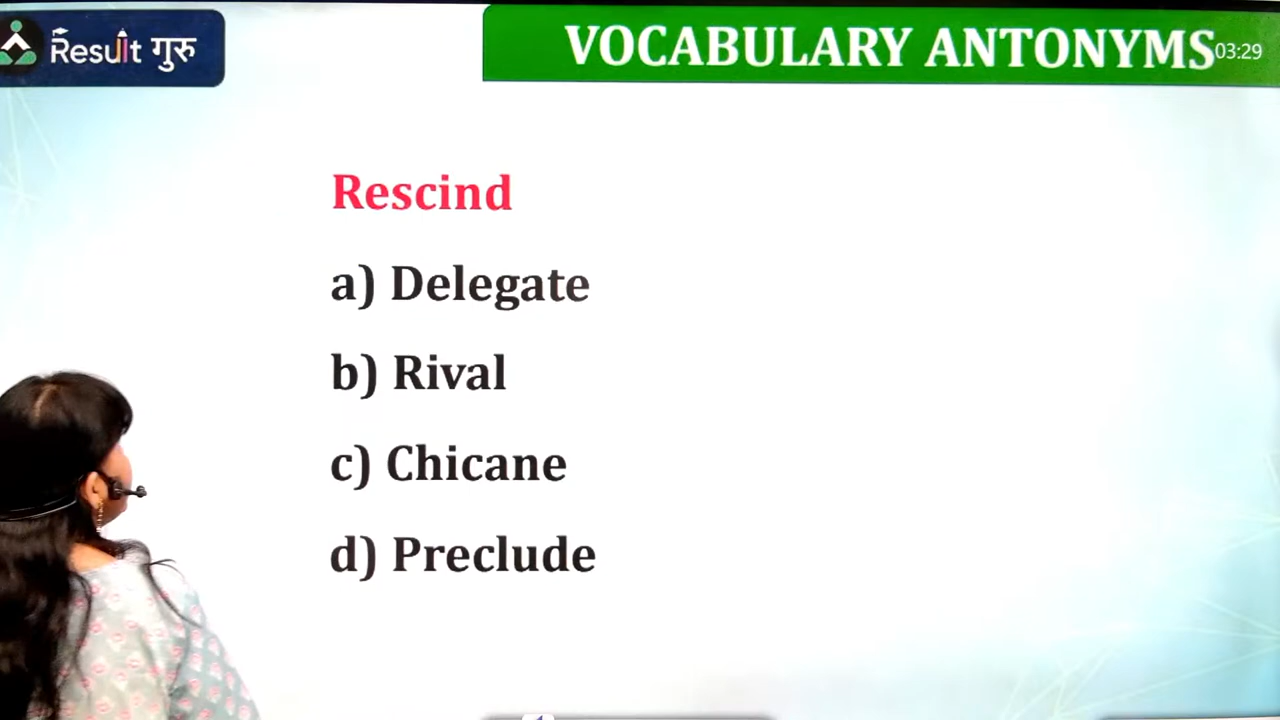 Result गुरु
VOCABULARY ANTONYMS
03:29
Rescind
a) Delegate
b) Rival
c) Chicane
d) Preclude